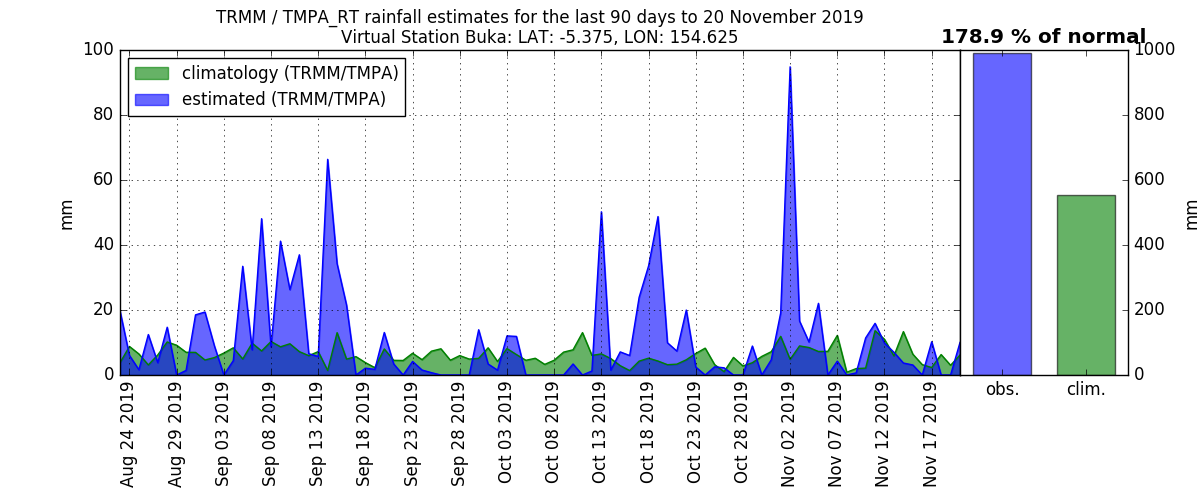 TRMM / TMPA_RT rainfall estimates for the last 90 days to 20 November 2019
Virtual Station Buka: LAT: -5.375, LON: 154.625
178.9 % of normal
climatology (TRMM/TMPA)
estimated (TRMM/TMPA)
100
80
60
40
20
0
mm
Aug 24 2019
Aug 29 2019
Sep 03 2019
Sep 08 2019
Sep 13 2019
Sep 18 2019
Sep 23 2019
Sep 28 2019
Oct 03 2019
Oct 08 2019
Oct 13 2019
Oct 18 2019
Oct 23 2019
Oct 28 2019
Nov 02 2019
Nov 07 2019
Nov 12 2019
Nov 17 2019
obs.
clim.
1000
800
600
400
200
0
mm